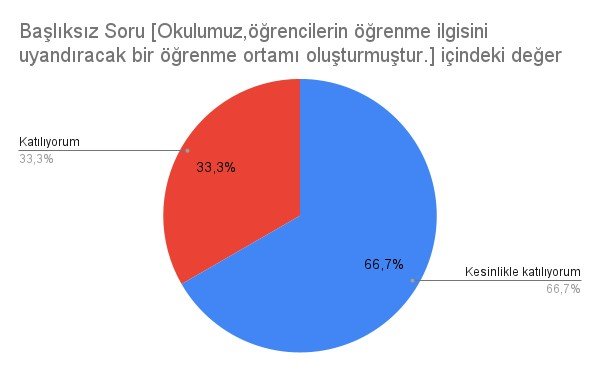 Başlıksız Soru [Okulumuz,öğrencilerin öğrenme ilgisini
uyandıracak bir öğrenme ortamı oluşturmuştur.] içindeki değer
Katılıyorum
33,3%
33,3%
66,7%
Kesinlikle katılıyorum
66,7%